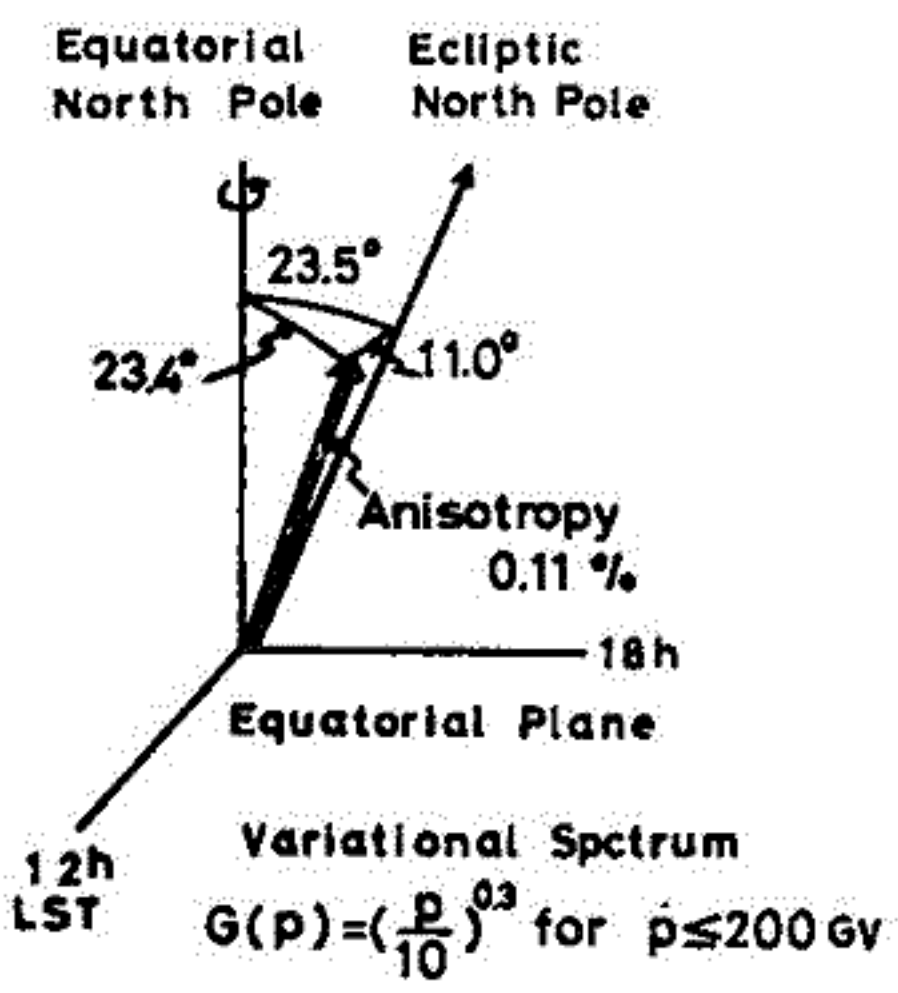 Equatorial
North Pole
Ecliptic
North Pole
23.5°
23.4°
11.0°
Anisotropy
0.11 %
18h
Equatorial Plane
12h
LST
Variational Spctrum
G(p)=(p/10)^0.3 for p≤200 GV